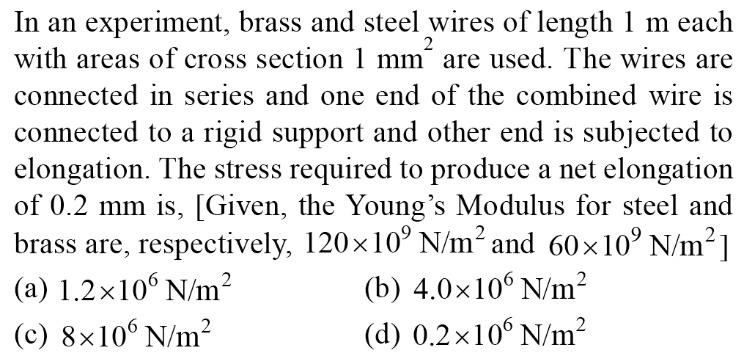 In an experiment, brass and steel wires of length 1 m each
with areas of cross section 1 mm² are used. The wires are
connected in series and one end of the combined wire is
connected to a rigid support and other end is subjected to
elongation. The stress required to produce a net elongation
of 0.2 mm is, [Given, the Young’s Modulus for steel and
brass are, respectively, 120×10⁹ N/m² and 60×10⁹ N/m²]
(a) 1.2×10⁶ N/m² (b) 4.0×10⁶ N/m²
(c) 8×10⁶ N/m² (d) 0.2×10⁶ N/m²